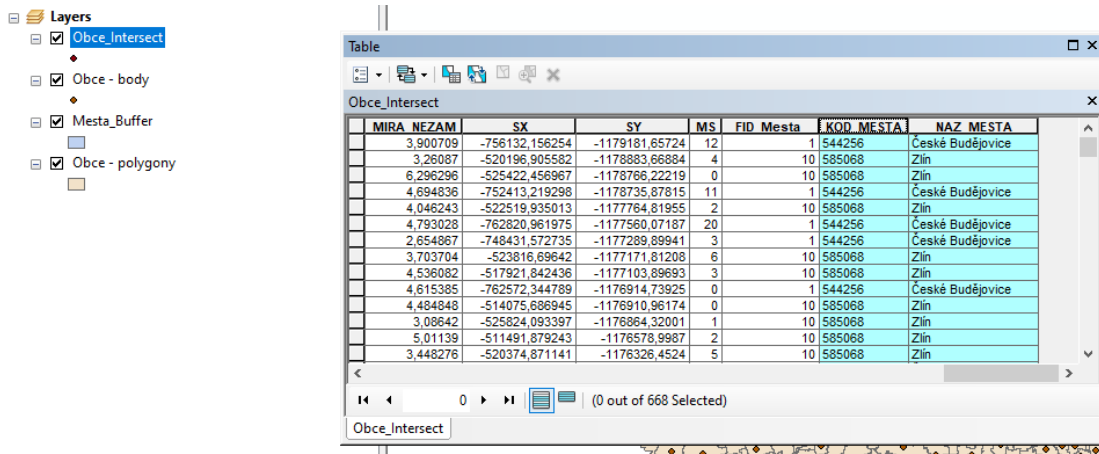 Layers
Obce_Intersect
Obce - body
Mesta_Buffer
Obce - polygony
Table
Obce_Intersect
MIRA_NEZAM SX SY MS FID_Mesta KOD_MESTA NAZ_MESTA
3,900709 -756132,156254 -1179181,65724 12 1 544256 České Budějovice
3,26087 -520196,905582 -1178883,66884 4 10 585068 Zlín
6,296296 -525422,456967 -1178766,22219 0 10 585068 Zlín
4,694836 -752413,219298 -1178735,87815 11 1 544256 České Budějovice
4,046243 -522519,935013 -1177764,81955 2 10 585068 Zlín
4,793028 -762820,961975 -1177560,07187 20 1 544256 České Budějovice
2,654867 -748431,572735 -1177289,89941 3 1 544256 České Budějovice
3,703704 -523816,69642 -1177171,81208 6 10 585068 Zlín
4,536082 -517921,842436 -1177103,89693 3 10 585068 Zlín
4,615385 -762572,344789 -1176914,73925 0 1 544256 České Budějovice
4,484848 -514075,686945 -1176910,96174 0 10 585068 Zlín
3,08642 -525824,093397 -1176864,32001 1 10 585068 Zlín
5,01139 -511491,879243 -1176578,9987 2 10 585068 Zlín
3,448276 -520374,871141 -1176326,4524 5 10 585068 Zlín
0 (0 out of 668 Selected)
Obce_Intersect